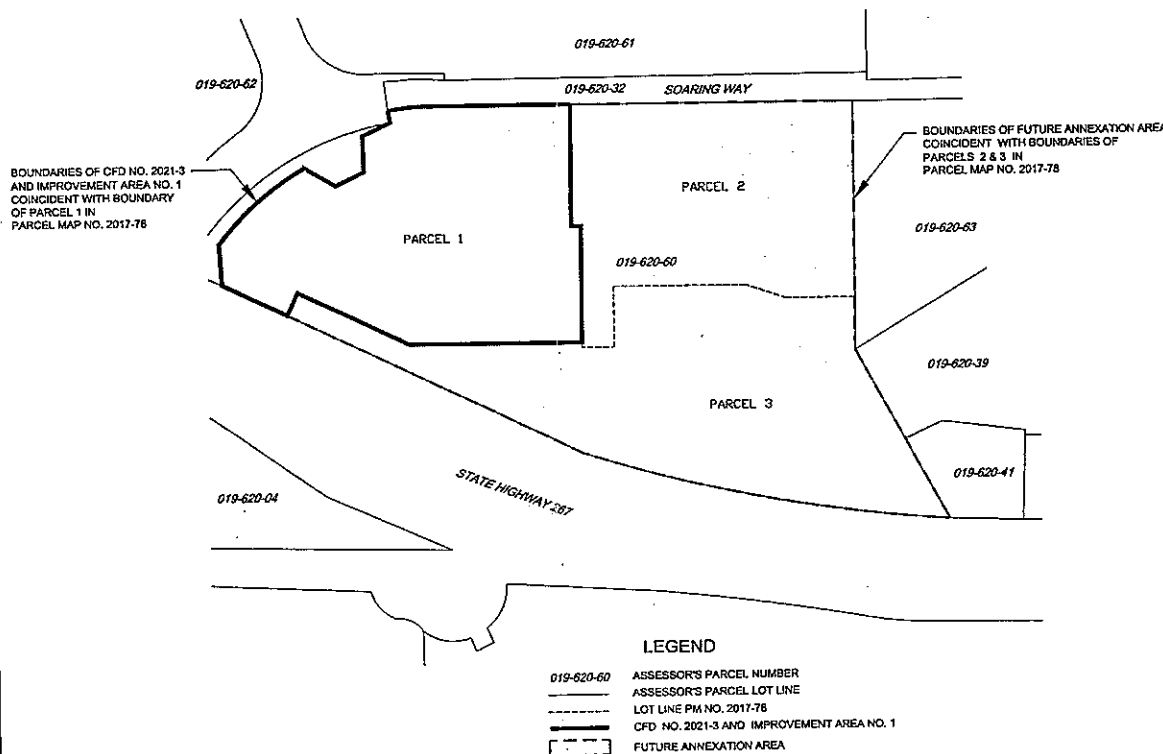 019-620-61
019-620-62
019-620-32 SOARING WAY
BOUNDARIES OF FUTURE ANNEXATION AREA
COINCIDENT WITH BOUNDARIES OF
PARCELS 2 & 3 IN
PARCEL MAP NO. 2017-78
BOUNDARIES OF CFD NO. 2021-3
AND IMPROVEMENT AREA NO. 1
COINCIDENT WITH BOUNDARY
OF PARCEL 1 IN
PARCEL MAP NO. 2017-78
PARCEL 2
PARCEL 1
019-620-63
019-620-60
019-620-39
PARCEL 3
019-620-41
STATE HIGHWAY 267
019-620-04
LEGEND
019-620-60 ASSESSOR'S PARCEL NUMBER
ASSESSOR'S PARCEL LOT LINE
LOT LINE PM NO. 2017-78
CFD NO. 2021-3 AND IMPROVEMENT AREA NO. 1
FUTURE ANNEXATION AREA